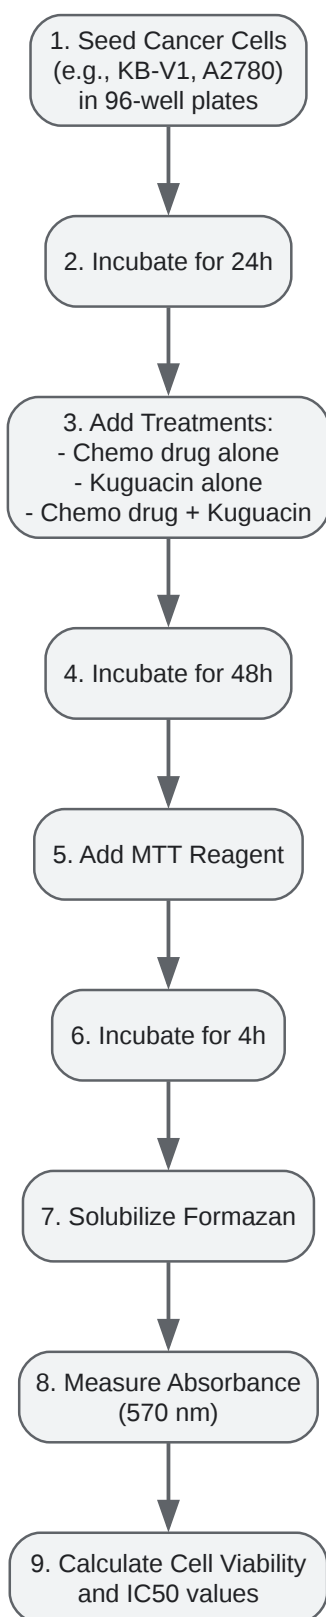 1. Seed Cancer Cells
(e.g., KB-V1, A2780)
in 96-well plates
2. Incubate for 24h
3. Add Treatments:
- Chemo drug alone
- Kuguacin alone
- Chemo drug + Kuguacin
4. Incubate for 48h
5. Add MTT Reagent
6. Incubate for 4h
7. Solubilize Formazan
8. Measure Absorbance
(570 nm)
9. Calculate Cell Viability
and IC50 values